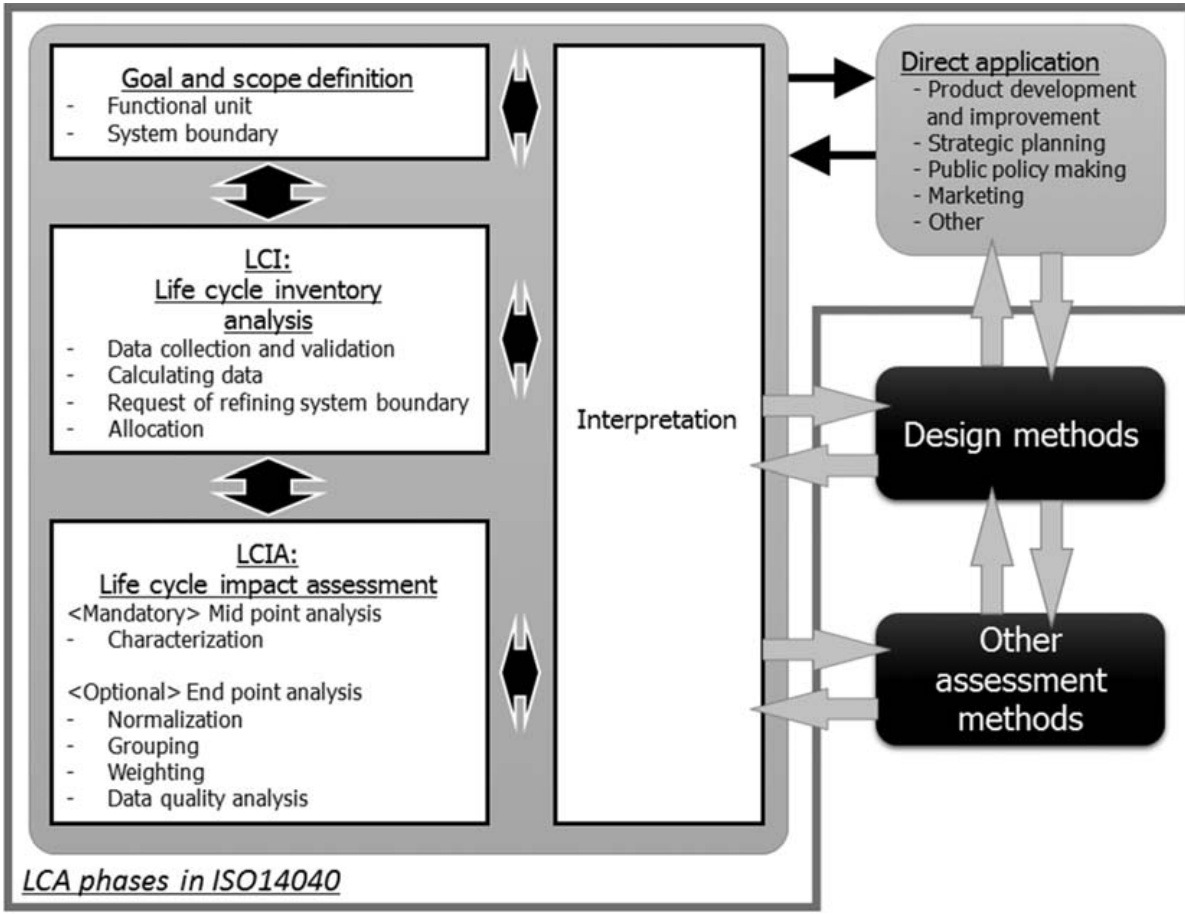 Goal and scope definition
- Functional unit
- System boundary
LCI:
Life cycle inventory
analysis
- Data collection and validation
- Calculating data
- Request of refining system boundary
- Allocation
LCIA:
Life cycle impact assessment
<Mandatory> Mid point analysis
- Characterization
<Optional> End point analysis
- Normalization
- Grouping
- Weighting
- Data quality analysis
Interpretation
Direct application
- Product development
and improvement
- Strategic planning
- Public policy making
- Marketing
- Other
Design methods
Other
assessment
methods
LCA phases in ISO14040